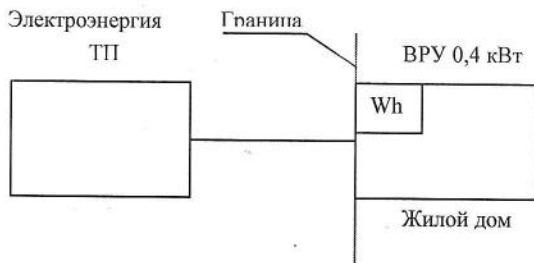 Электроэнергия
ТП
Граница
ВРУ 0,4 кВт
Wh
Жилой дом